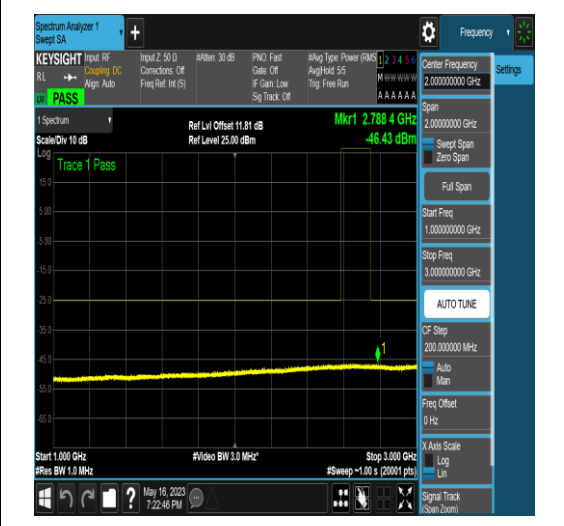 Spectrum Analyzer 1
Swept SA
+
Frequency
KEYSIGHT
RL
PASS
Input: RF
Coupling: DC
Align: Auto
Input Z: 50 Ω
Corrections: Off
Freq Ref: Int (S)
#Atten: 30 dB
PNO: Fast
Gate: Off
IF Gain: Low
Sig Track: Off
#Avg Type: Power (RMS
Avg|Hold: 5/5
Trig: Free Run
1 2 3 4 5 6
M W W W W W
A A A A A A
Center Frequency
2.000000000 GHz
Settings
Span
2.00000000 GHz
Swept Span
Zero Span
Full Span
Start Freq
1.000000000 GHz
Stop Freq
3.000000000 GHz
AUTO TUNE
CF Step
200.000000 MHz
Auto
Man
Freq Offset
0 Hz
X Axis Scale
Log
Lin
Signal Track
(Span Zoom)
1 Spectrum
Scale/Div 10 dB
Ref Lvl Offset 11.81 dB
Ref Level 25.00 dBm
Mkr1 2.788 4 GHz
-46.43 dBm
Log
Trace 1 Pass
15.0
5.00
-5.00
-15.0
-25.0
-35.0
-45.0
-55.0
-65.0
1
Start 1.000 GHz
#Res BW 1.0 MHz
#Video BW 3.0 MHz*
Stop 3.000 GHz
#Sweep ~1.00 s (20001 pts)
?
May 16, 2023
7:22:46 PM